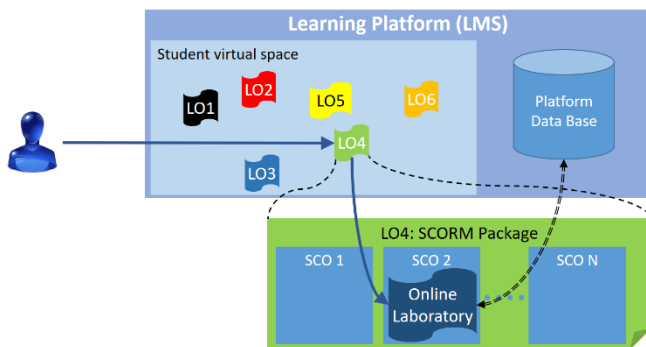 Learning Platform (LMS)
Student virtual space
LO1
LO2
LO5
LO6
LO4
LO3
Platform
Data Base
LO4: SCORM Package
SCO 1
SCO 2
SCO N
Online
Laboratory